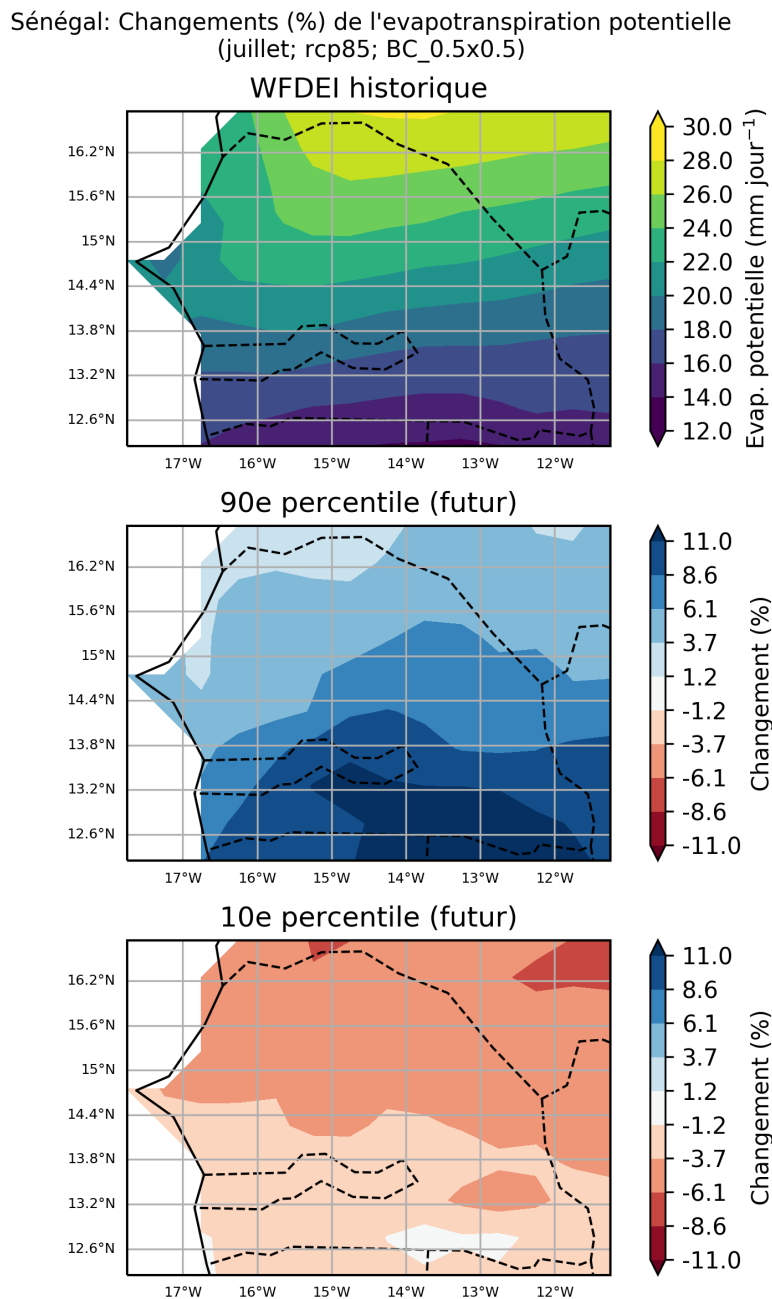 Sénégal: Changements (%) de l'evapotranspiration potentielle
(juillet; rcp85; BC_0.5x0.5)
WFDEI historique
16.2°N
15.6°N
15°N
14.4°N
13.8°N
13.2°N
12.6°N
17°W 16°W 15°W 14°W 13°W 12°W
30.0
28.0
26.0
24.0
22.0
20.0
18.0
16.0
14.0
12.0
Evap. potentielle (mm jour⁻¹)
90e percentile (futur)
16.2°N
15.6°N
15°N
14.4°N
13.8°N
13.2°N
12.6°N
17°W 16°W 15°W 14°W 13°W 12°W
11.0
8.6
6.1
3.7
1.2
-1.2
-3.7
-6.1
-8.6
-11.0
Changement (%)
10e percentile (futur)
16.2°N
15.6°N
15°N
14.4°N
13.8°N
13.2°N
12.6°N
17°W 16°W 15°W 14°W 13°W 12°W
11.0
8.6
6.1
3.7
1.2
-1.2
-3.7
-6.1
-8.6
-11.0
Changement (%)